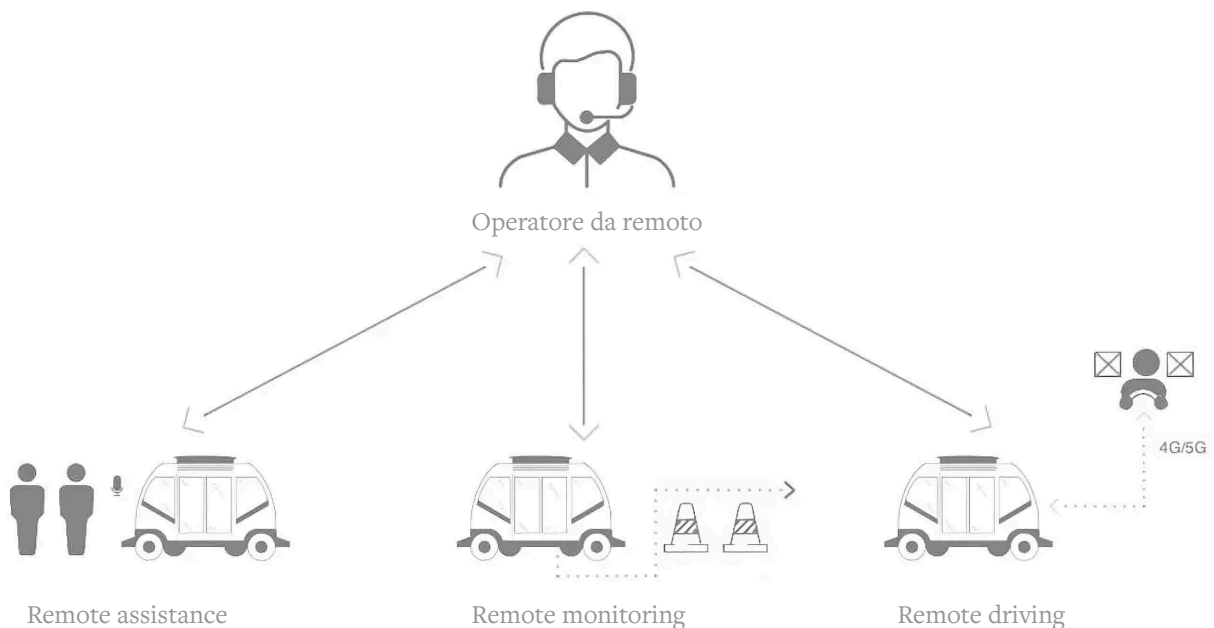 Operatore da remoto
4G/5G
Remote assistance
Remote monitoring
Remote driving